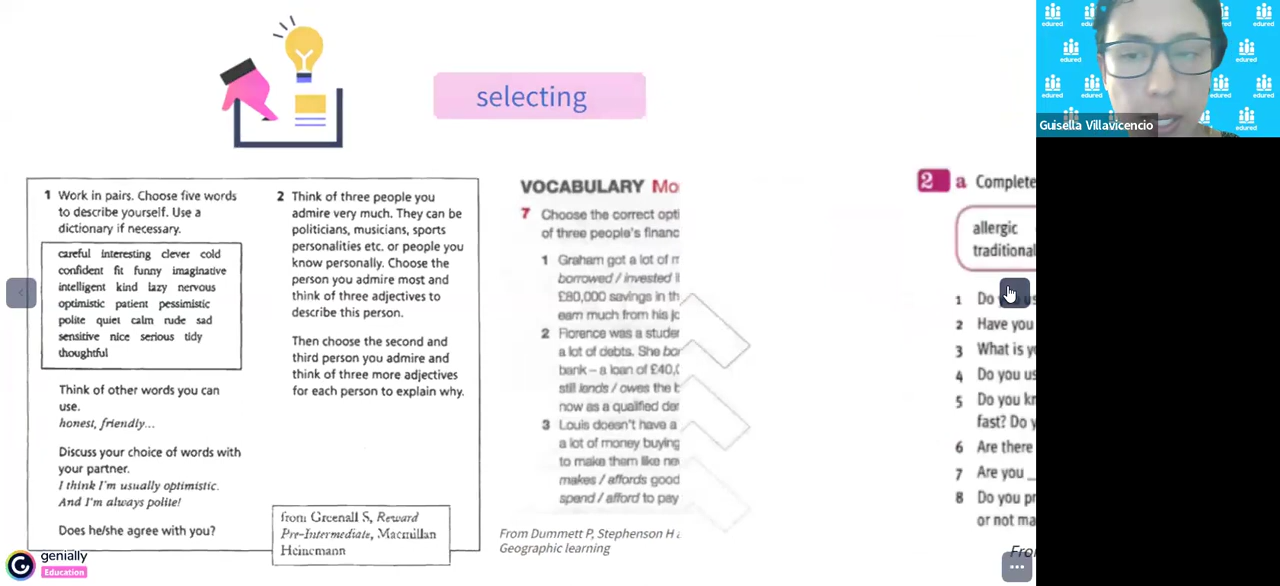 selecting
1 Work in pairs. Choose five words
to describe yourself. Use a
dictionary if necessary.
careful interesting clever cold
confident fit funny imaginative
intelligent kind lazy nervous
optimistic patient pessimistic
polite quiet calm rude sad
sensitive nice serious tidy
thoughtful
Think of other words you can
use.
honest, friendly...
Discuss your choice of words with
your partner.
I think I'm usually optimistic.
And I'm always polite!
Does he/she agree with you?
2 Think of three people you
admire very much. They can be
politicians, musicians, sports
personalities etc. or people you
know personally. Choose the
person you admire most and
think of three adjectives to
describe this person.
Then choose the second and
third person you admire and
think of three more adjectives
for each person to explain why.
from Greenall S, Reward
Pre-Intermediate, Macmillan
Heinemann
VOCABULARY Mo
7 Choose the correct opti
of three people's financ
1 Graham got a lot of
borrowed / invested
£80,000 savings in th
earn much from his
2 Florence was a studen
a lot of debts. She bo
bank – a loan of £40,0
still lends / owes the
now as a qualified
3 Louis doesn't have a
a lot of money buying
to make them like
makes / affords good
spend / afford to pay
From Dummett P, Stephenson H
Geographic learning
2 a Complete
allergic
traditional
1 Do
2 Have you
3 What is
4 Do you us
5 Do you
fast? Do
6 Are there
7 Are you
8 Do you
or not
genially
Education
edured edured edured
edured edured
edured edured edured
edured
Guisella Villavicencio